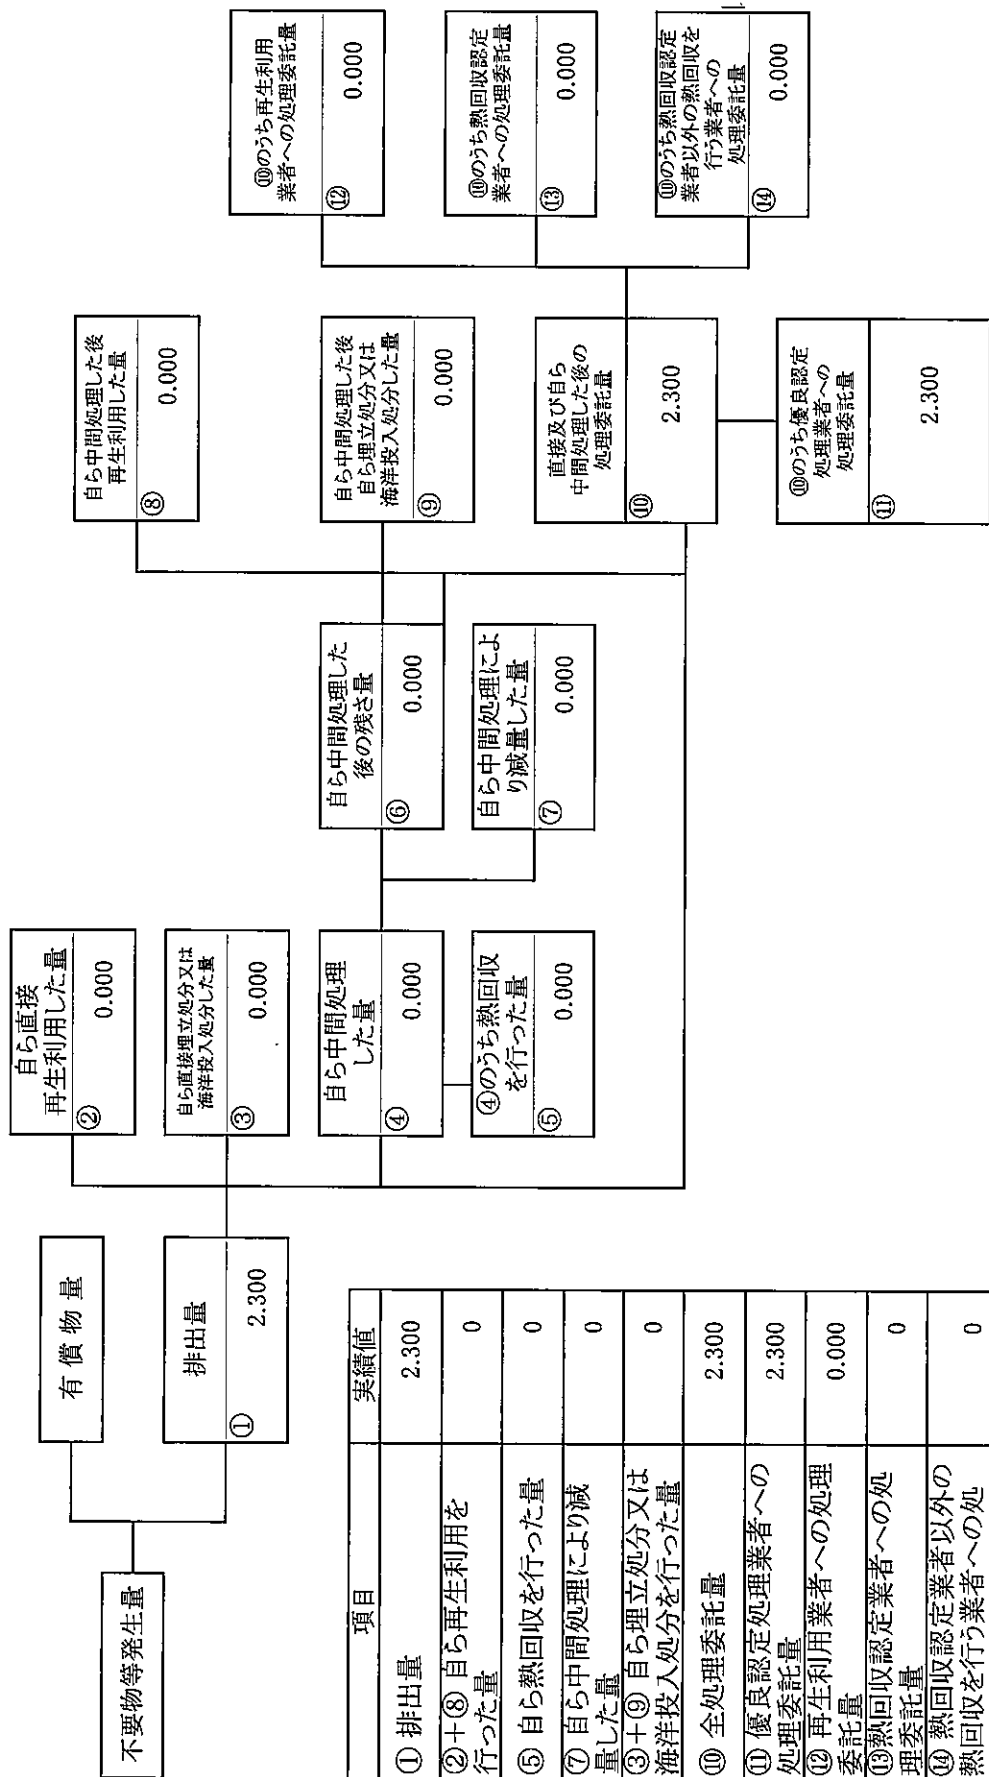 不要物等発生量
有償物量
排出量
①
2.300
自ら直接
再生利用した量
②
0.000
自ら直接埋立処分又は
海洋投入処分した量
③
0.000
自ら中間処理
した量
④
0.000
④のうち熱回収
を行った量
⑤
0.000
自ら中間処理した
後の残さ量
⑥
0.000
自ら中間処理によ
り減量した量
⑦
0.000
自ら中間処理した後
再生利用した量
⑧
0.000
自ら中間処理した後
自ら埋立処分又は
海洋投入処分した量
⑨
0.000
直接及び自ら
中間処理した後の
処理委託量
⑩
2.300
⑩のうち優良認定
処理業者への
処理委託量
⑪
2.300
⑩のうち再生利用
業者への処理委託量
⑫
0.000
⑩のうち熱回収認定
業者への処理委託量
⑬
0.000
⑩のうち熱回収認定
業者以外の熱回収を
行う業者への
処理委託量
⑭
0.000
項目 実績値
①排出量 2.300
②+⑧自ら再生利用を
行った量 0
⑤自ら熱回収を行った量 0
⑦自ら中間処理により減
量した量 0
③+⑨自ら埋立処分又は
海洋投入処分を行った量 0
⑩全処理委託量 2.300
⑪優良認定処理業者への
処理委託量 2.300
⑫再生利用業者への処理
委託量 0.000
⑬熱回収認定業者への処
理委託量 0
⑭熱回収認定業者以外の
熱回収を行う業者への処 0